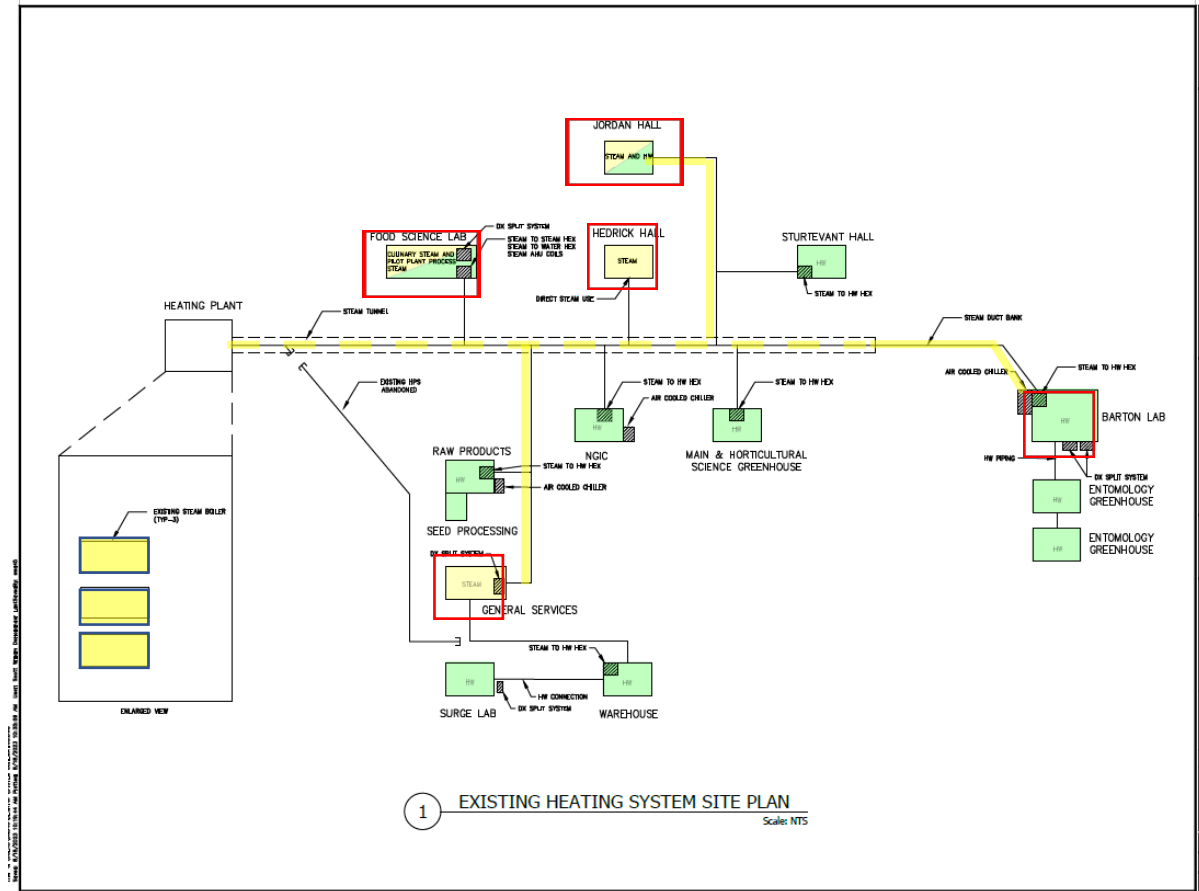 JORDAN HALL
STEAM AND HW
DX SPLIT SYSTEM
FOOD SCIENCE LAB
STEAM TO STEAM HEX
STEAM TO WATER HEX
STEAM AHU COILS
CULINARY STEAM AND
PILOT PLANT PROCESS
STEAM
HEDRICK HALL
STEAM
DIRECT STEAM USE
STURTEVANT HALL
HW
STEAM TO HW HEX
HEATING PLANT
STEAM TUNNEL
STEAM DUCT BANK
EXISTING HPS
ABANDONED
STEAM TO HW HEX
AIR COOLED CHILLER
HW
NGIC
STEAM TO HW HEX
HW
MAIN & HORTICULTURAL
SCIENCE GREENHOUSE
AIR COOLED CHILLER
STEAM TO HW HEX
HW
BARTON LAB
HW PIPING
DX SPLIT SYSTEM
HW
ENTOMOLOGY
GREENHOUSE
HW
ENTOMOLOGY
GREENHOUSE
RAW PRODUCTS
STEAM TO HW HEX
HW
AIR COOLED CHILLER
SEED PROCESSING
EXISTING STEAM BOILER
(TYP-3)
DX SPLIT SYSTEM
STEAM
GENERAL SERVICES
STEAM TO HW HEX
HW
HW
HW CONNECTION
DX SPLIT SYSTEM
SURGE LAB
WAREHOUSE
ENLARGED VIEW
1
EXISTING HEATING SYSTEM SITE PLAN
Scale: NTS